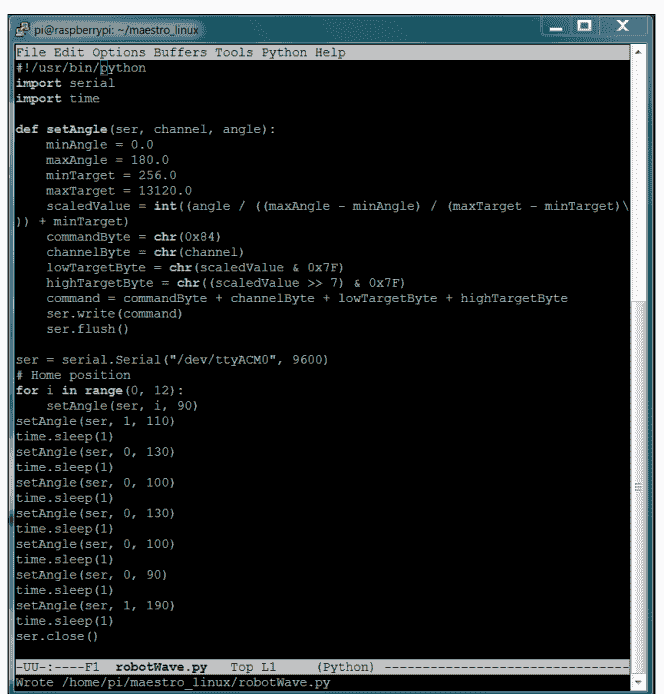 pi@raspberrypi: ~/maestro_linux
File Edit Options Buffers Tools Python Help
#!/usr/bin/python
import serial
import time

def setAngle(ser, channel, angle):
    minAngle = 0.0
    maxAngle = 180.0
    minTarget = 256.0
    maxTarget = 13120.0
    scaledValue = int((angle / ((maxAngle - minAngle) / (maxTarget - minTarget)\
)) + minTarget)
    commandByte = chr(0x84)
    channelByte = chr(channel)
    lowTargetByte = chr(scaledValue & 0x7F)
    highTargetByte = chr((scaledValue >> 7) & 0x7F)
    command = commandByte + channelByte + lowTargetByte + highTargetByte
    ser.write(command)
    ser.flush()

ser = serial.Serial("/dev/ttyACM0", 9600)
# Home position
for i in range(0, 12):
    setAngle(ser, i, 90)
setAngle(ser, 1, 110)
time.sleep(1)
setAngle(ser, 0, 130)
time.sleep(1)
setAngle(ser, 0, 100)
time.sleep(1)
setAngle(ser, 0, 130)
time.sleep(1)
setAngle(ser, 0, 100)
time.sleep(1)
setAngle(ser, 0, 90)
time.sleep(1)
setAngle(ser, 1, 190)
time.sleep(1)
ser.close()

-UU-:----F1  robotWave.py   Top L1     (Python) ------------------------------
Wrote /home/pi/maestro_linux/robotWave.py